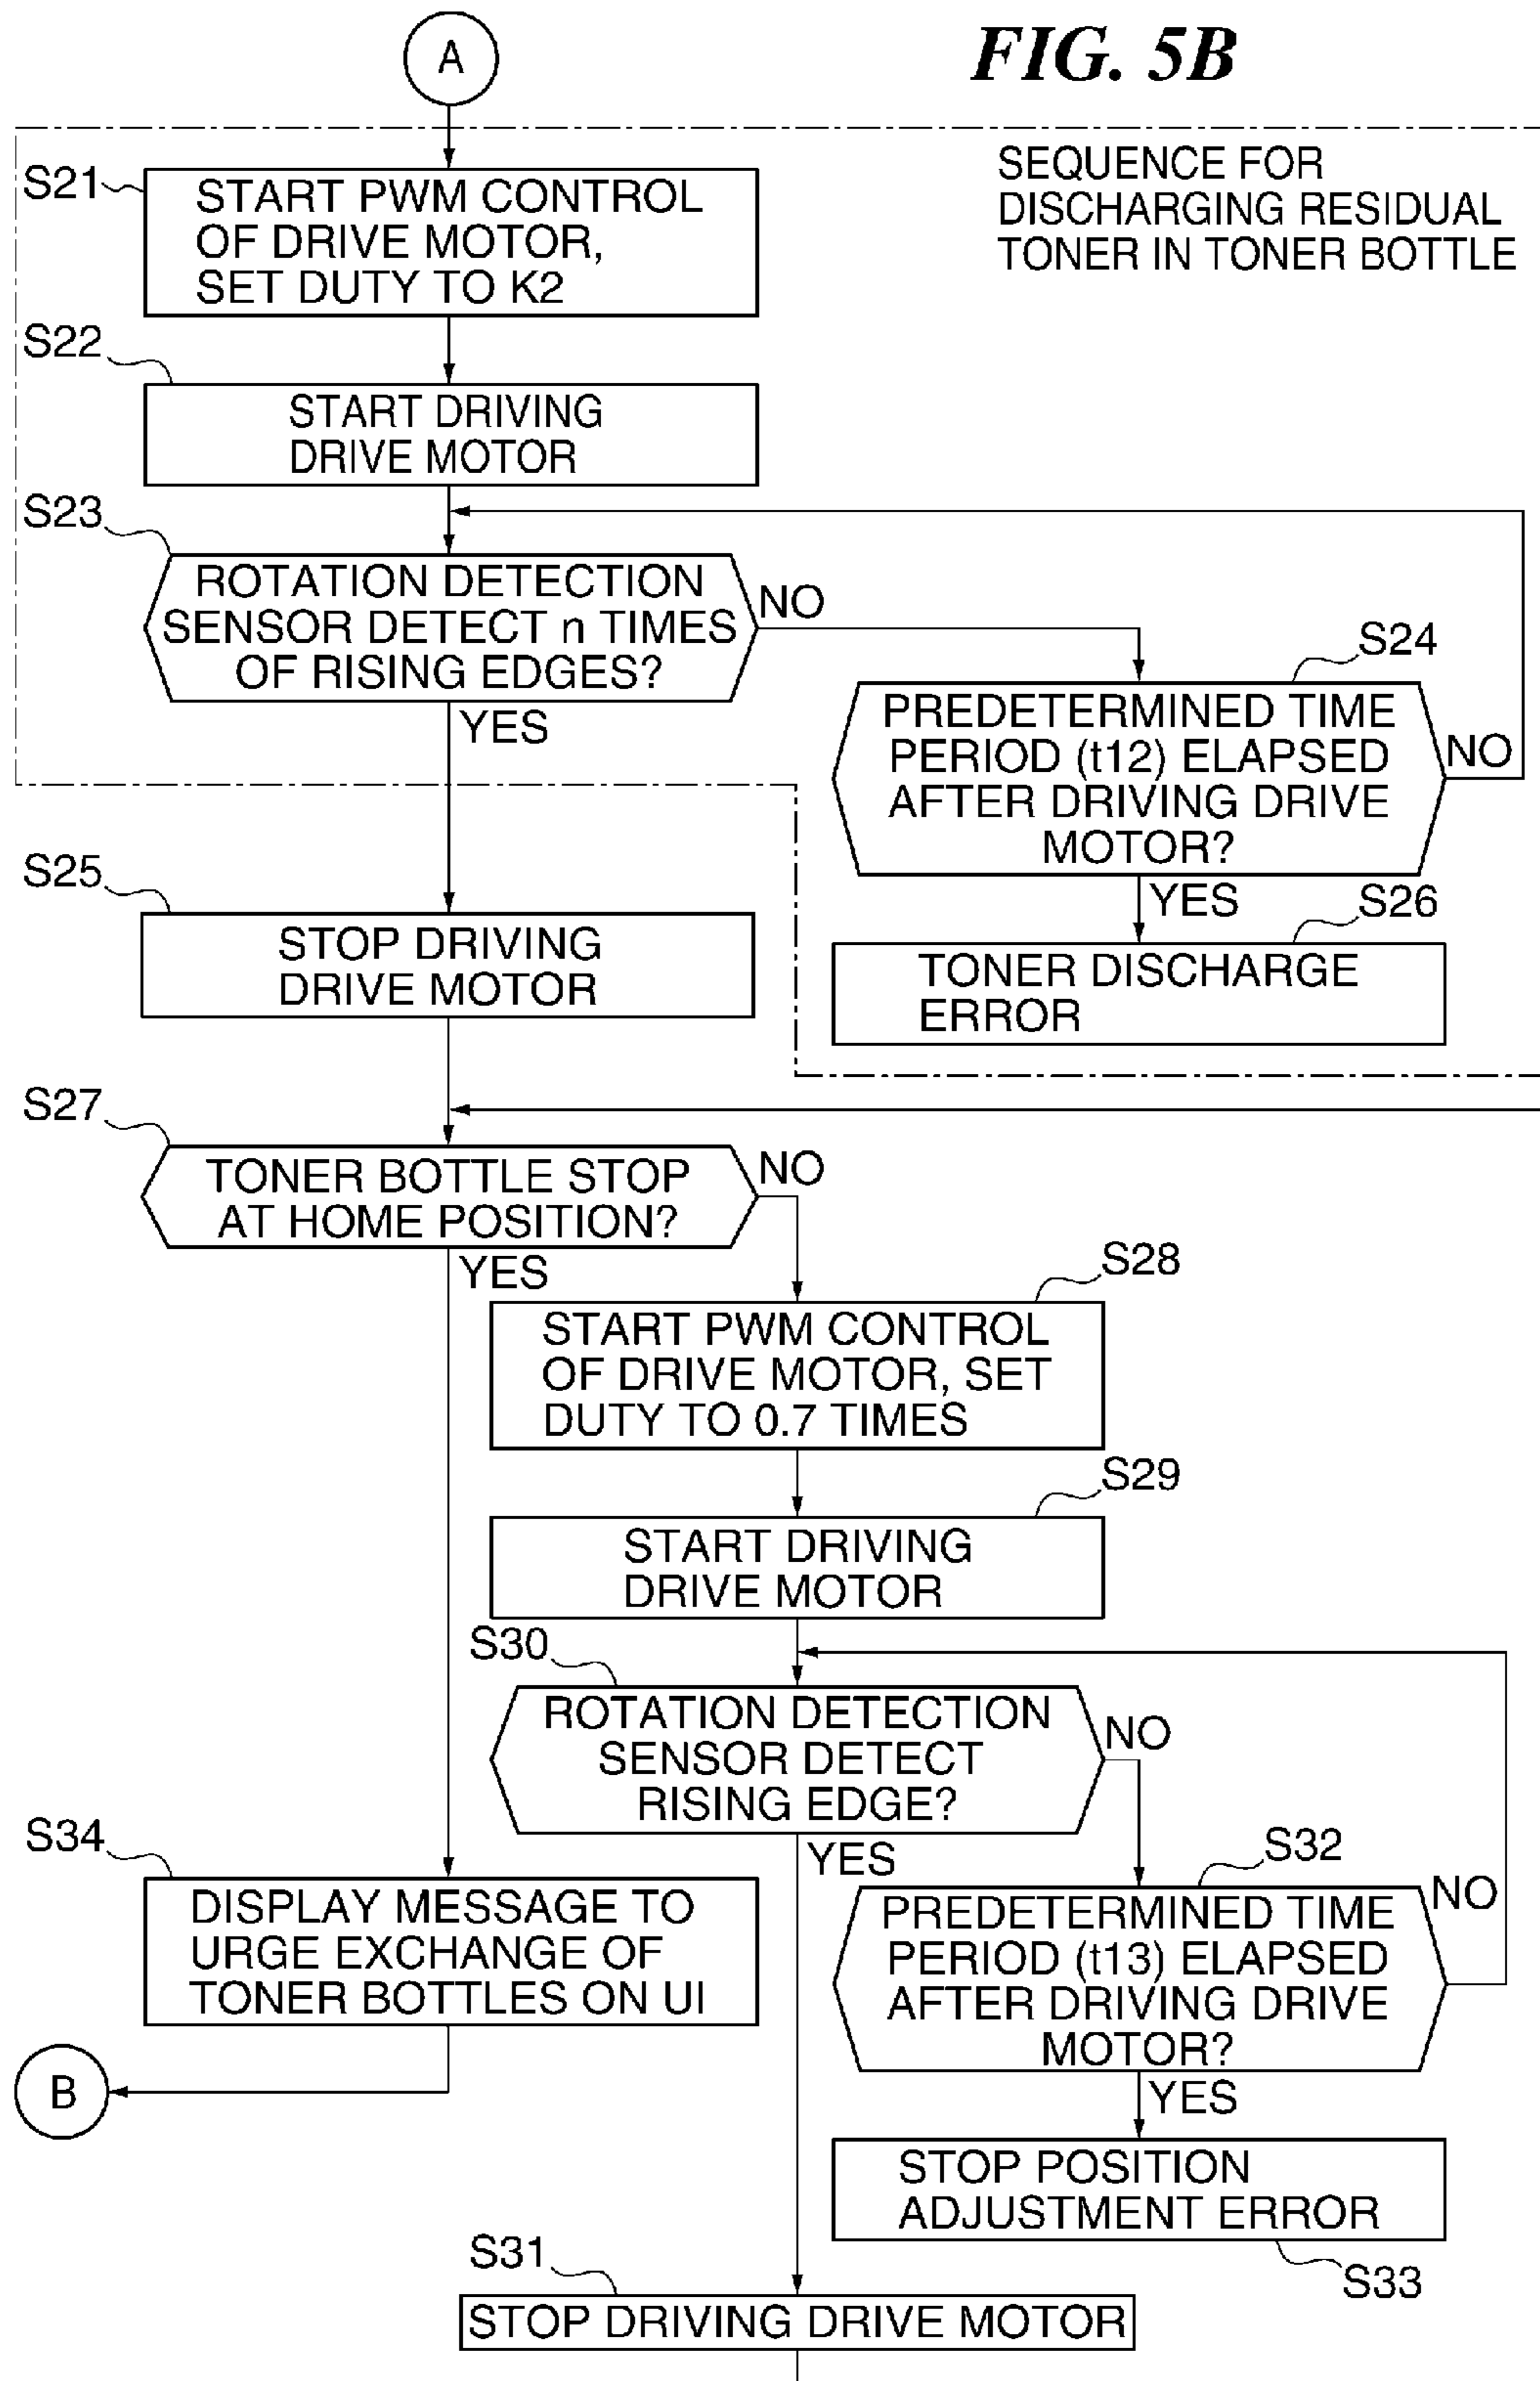 FIG. 5B
A
SEQUENCE FOR
DISCHARGING RESIDUAL
TONER IN TONER BOTTLE
S21
START PWM CONTROL
OF DRIVE MOTOR,
SET DUTY TO K2
S22
START DRIVING
DRIVE MOTOR
S23
ROTATION DETECTION
SENSOR DETECT n TIMES
OF RISING EDGES?
NO
YES
S24
PREDETERMINED TIME
PERIOD (t12) ELAPSED
AFTER DRIVING DRIVE
MOTOR?
NO
YES
S25
STOP DRIVING
DRIVE MOTOR
S26
TONER DISCHARGE
ERROR
S27
TONER BOTTLE STOP
AT HOME POSITION?
NO
YES
S28
START PWM CONTROL
OF DRIVE MOTOR, SET
DUTY TO 0.7 TIMES
S29
START DRIVING
DRIVE MOTOR
S30
ROTATION DETECTION
SENSOR DETECT
RISING EDGE?
NO
YES
S34
DISPLAY MESSAGE TO
URGE EXCHANGE OF
TONER BOTTLES ON UI
B
S32
PREDETERMINED TIME
PERIOD (t13) ELAPSED
AFTER DRIVING DRIVE
MOTOR?
NO
YES
STOP POSITION
ADJUSTMENT ERROR
S33
S31
STOP DRIVING DRIVE MOTOR